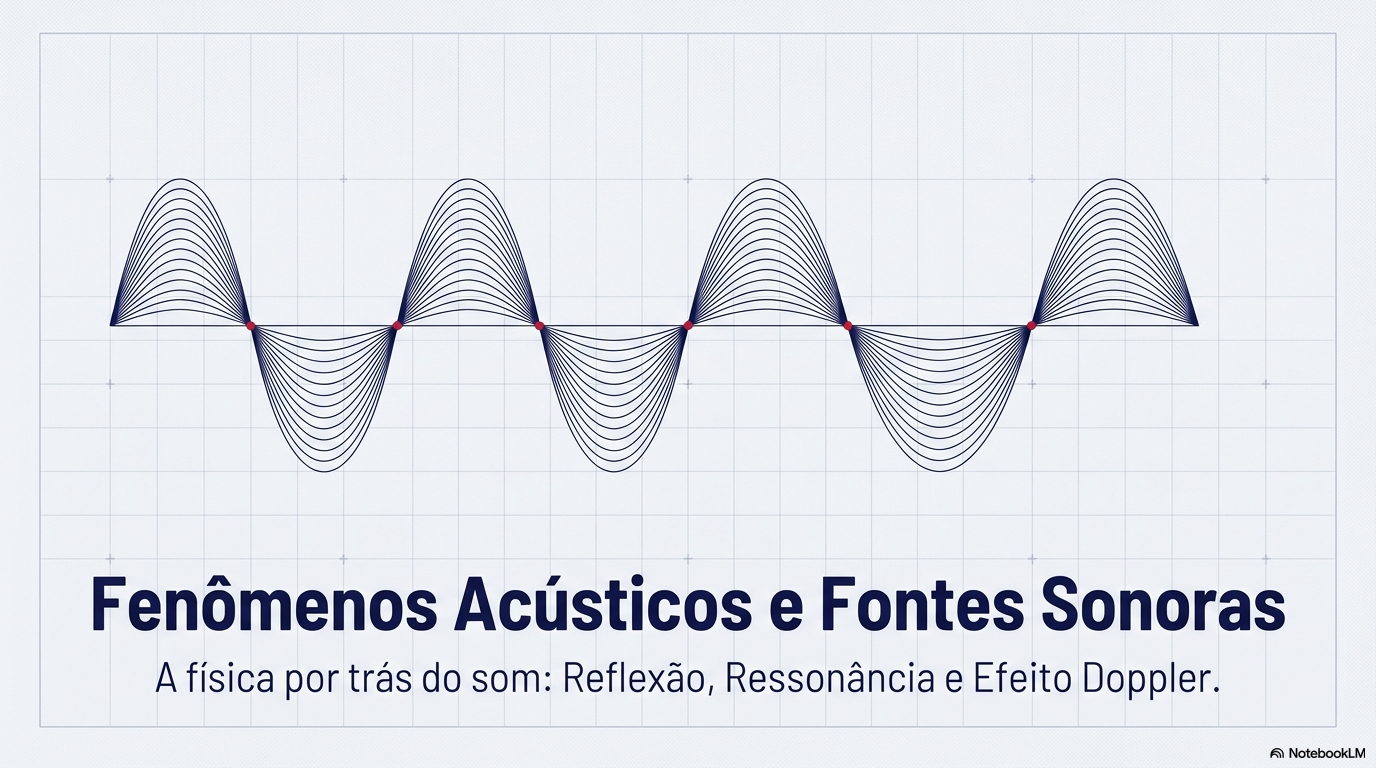 Fenômenos Acústicos e Fontes Sonoras
A física por trás do som: Reflexão, Ressonância e Efeito Doppler.
NotebookLM